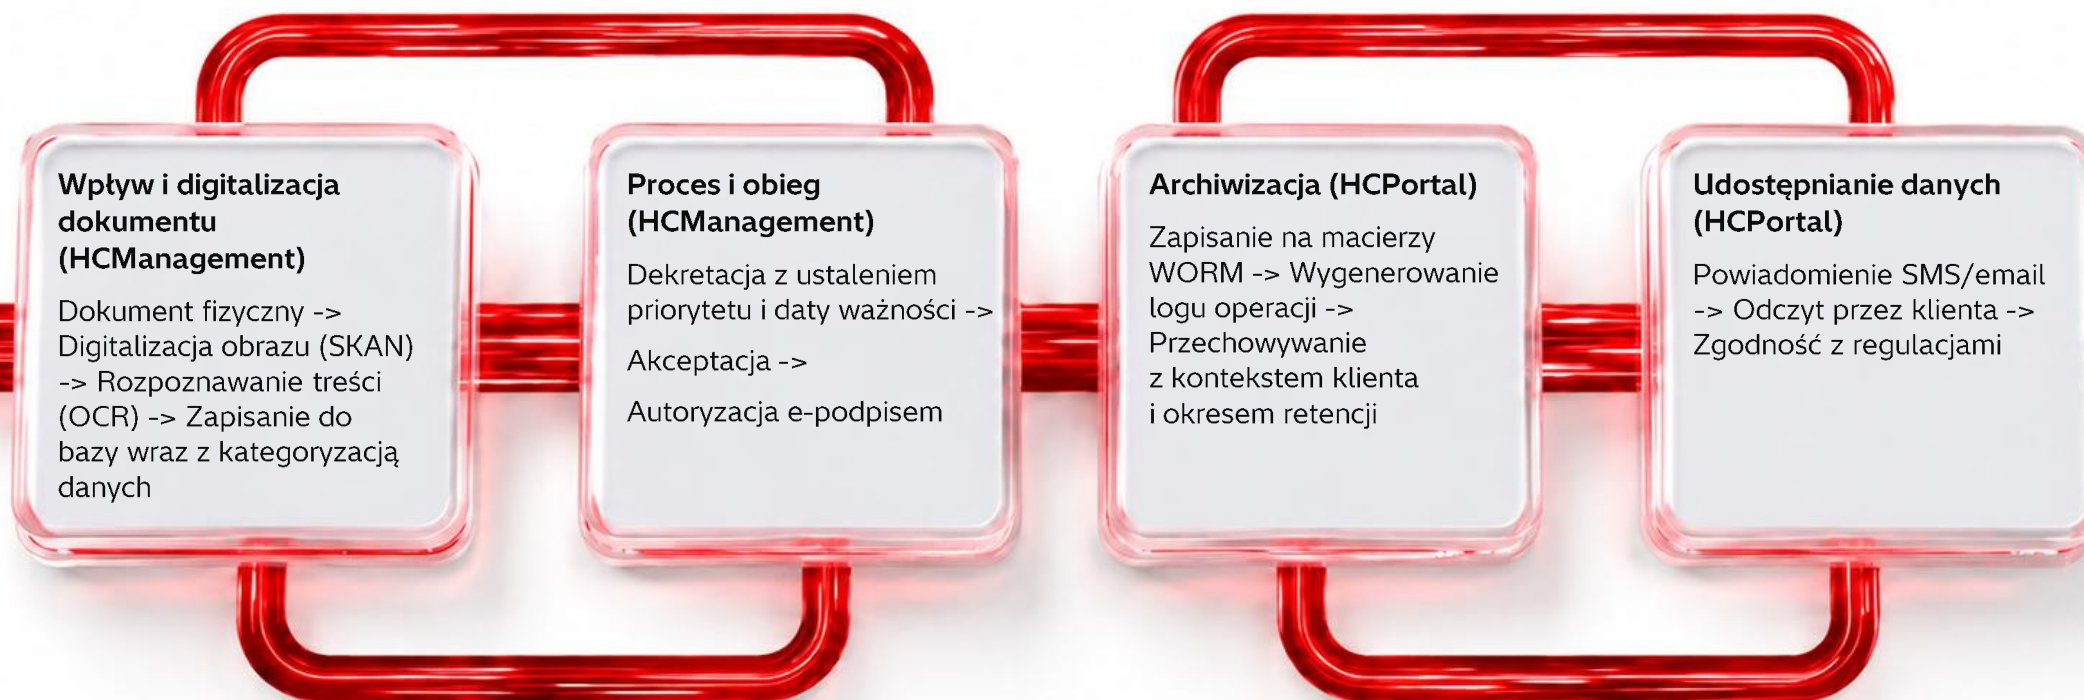 Wpływ i digitalizacja
dokumentu
(HCManagement)
Dokument fizyczny ->
Digitalizacja obrazu (SKAN)
-> Rozpoznawanie treści
(OCR) -> Zapisanie do
bazy wraz z kategoryzacją
danych
Proces i obieg
(HCManagement)
Dekretacja z ustaleniem
priorytetu i daty ważności ->
Akceptacja ->
Autoryzacja e-podpisem
Archiwizacja (HCPortal)
Zapisanie na macierzy
WORM -> Wygenerowanie
logu operacji ->
Przechowywanie
z kontekstem klienta
i okresem retencji
Udostępnianie danych
(HCPortal)
Powiadomienie SMS/email
-> Odczyt przez klienta ->
Zgodność z regulacjami